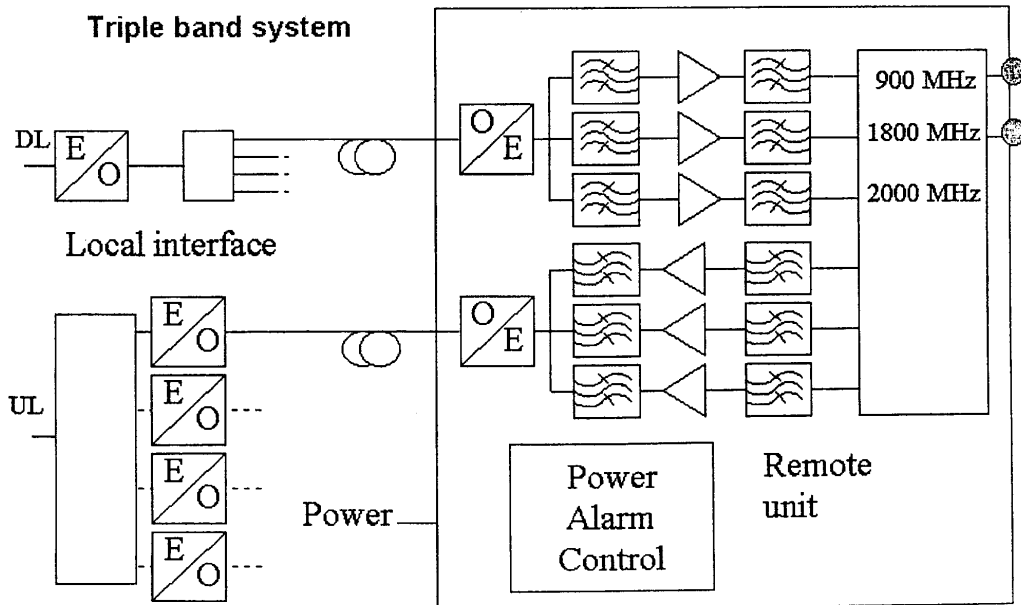 Triple band system
DL
E
O
Local interface
O
E
900 MHz
1800 MHz
2000 MHz
UL
E
O
E
O
E
O
E
O
O
E
Power
Power
Alarm
Control
Remote
unit